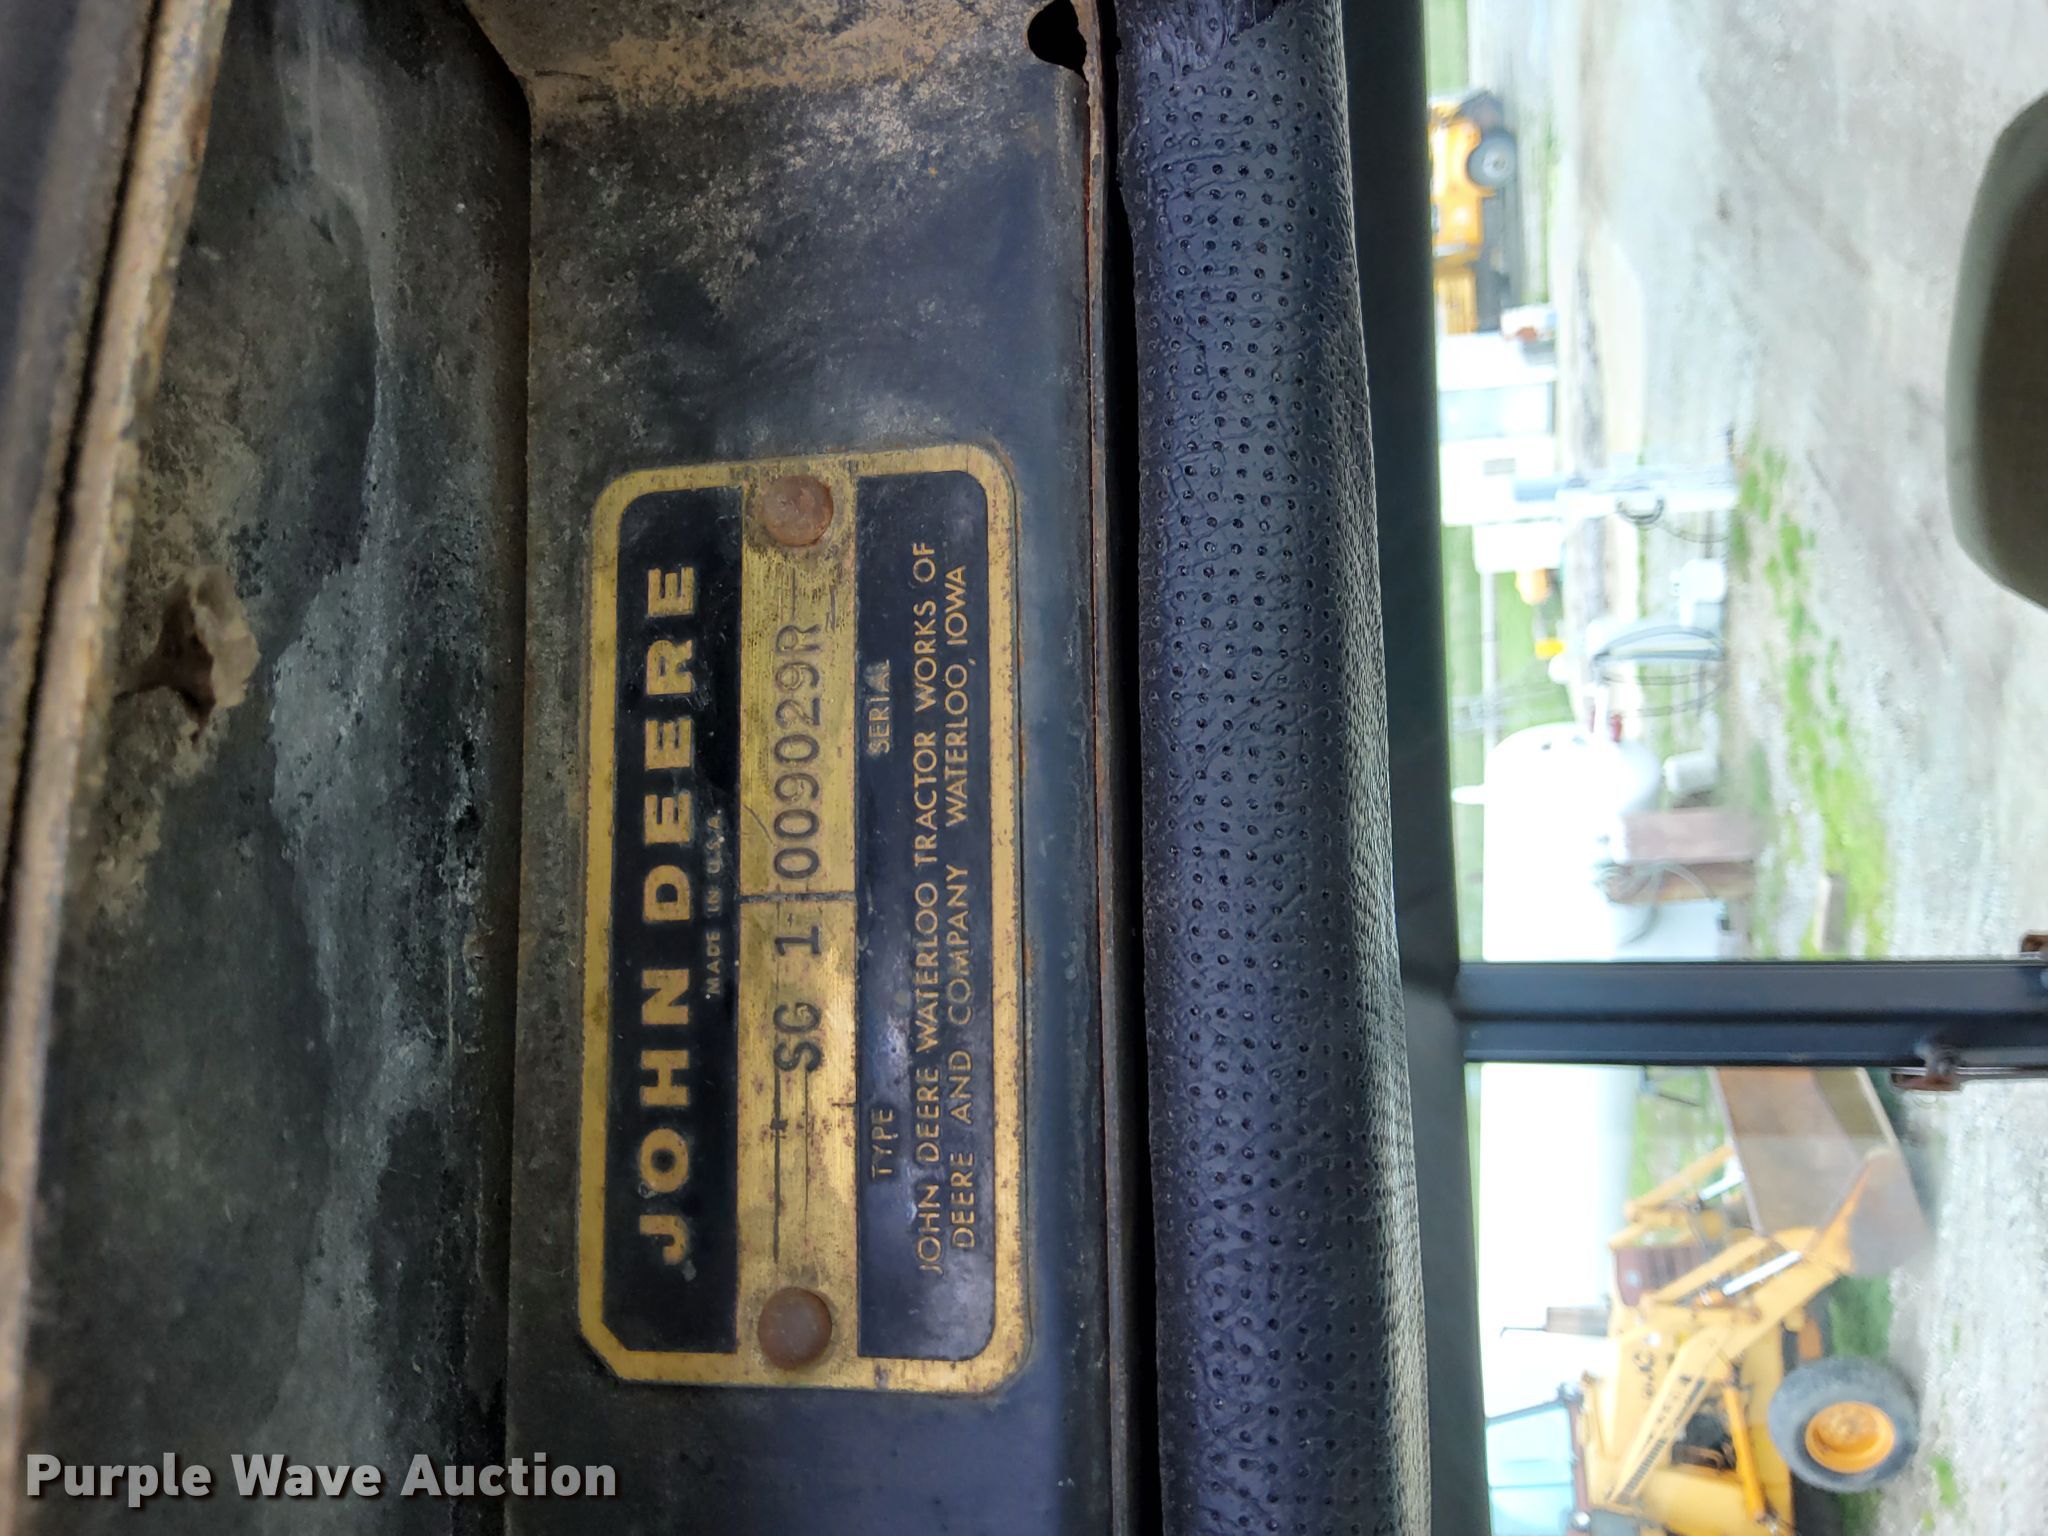 JOHN DEERE
MADE IN U.S.A.
SG 1 009029R
TYPE SERIAL
JOHN DEERE WATERLOO TRACTOR WORKS OF
DEERE AND COMPANY WATERLOO, IOWA
Purple Wave Auction